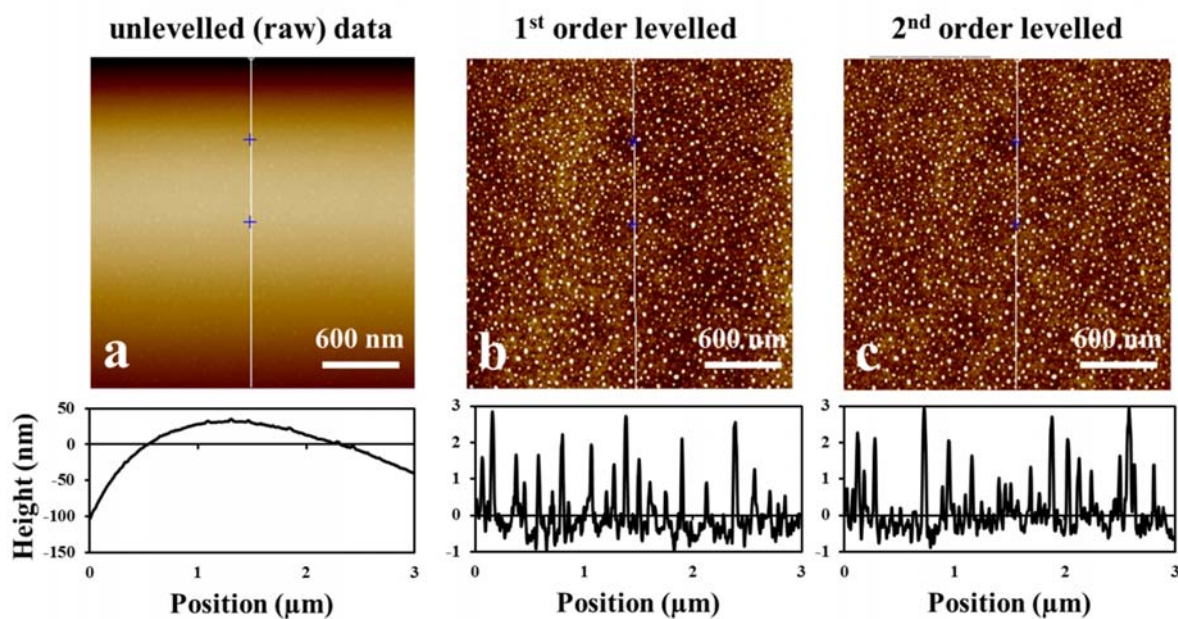 unlevelled (raw) data
1st order levelled
2nd order levelled
a
600 nm
b
600 nm
c
600 nm
Height (nm)
50
0
-50
-100
-150
0
1
2
3
Position (µm)
3
2
1
0
-1
0
1
2
3
Position (µm)
3
2
1
0
-1
0
1
2
3
Position (µm)